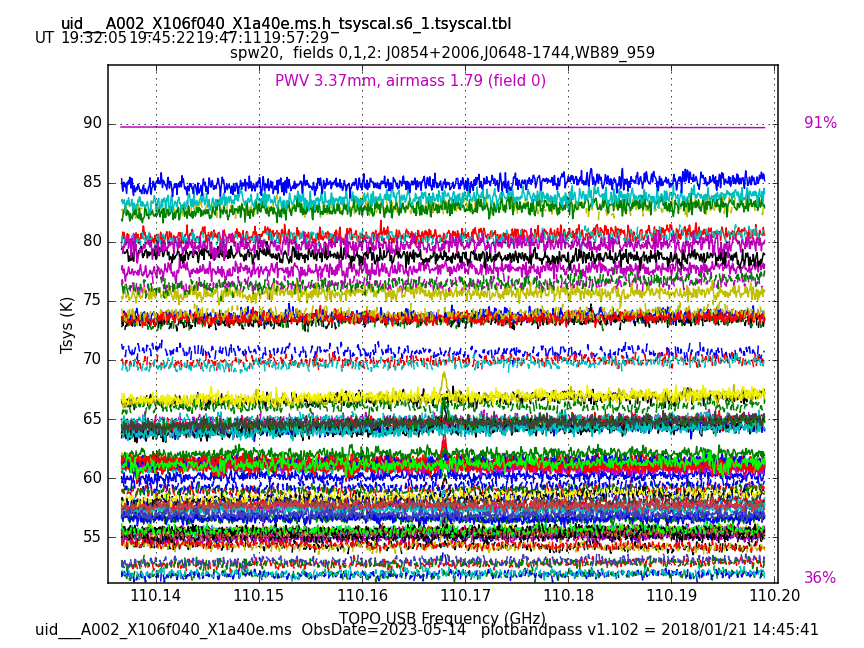 uid___A002_X106f040_X1a40e.ms.h_tsyscal.s6_1.tsyscal.tbl
UT 19:32:05 19:45:22 19:47:11 19:57:29
spw20, fields 0,1,2: J0854+2006,J0648-1744,WB89_959
PWV 3.37mm, airmass 1.79 (field 0)
90
91%
85
80
75
Tsys (K)
70
65
60
55
36%
110.14 110.15 110.16 110.17 110.18 110.19 110.20
TOPO USB Frequency (GHz)
uid___A002_X106f040_X1a40e.ms ObsDate=2023-05-14 plotbandpass v1.102 = 2018/01/21 14:45:41